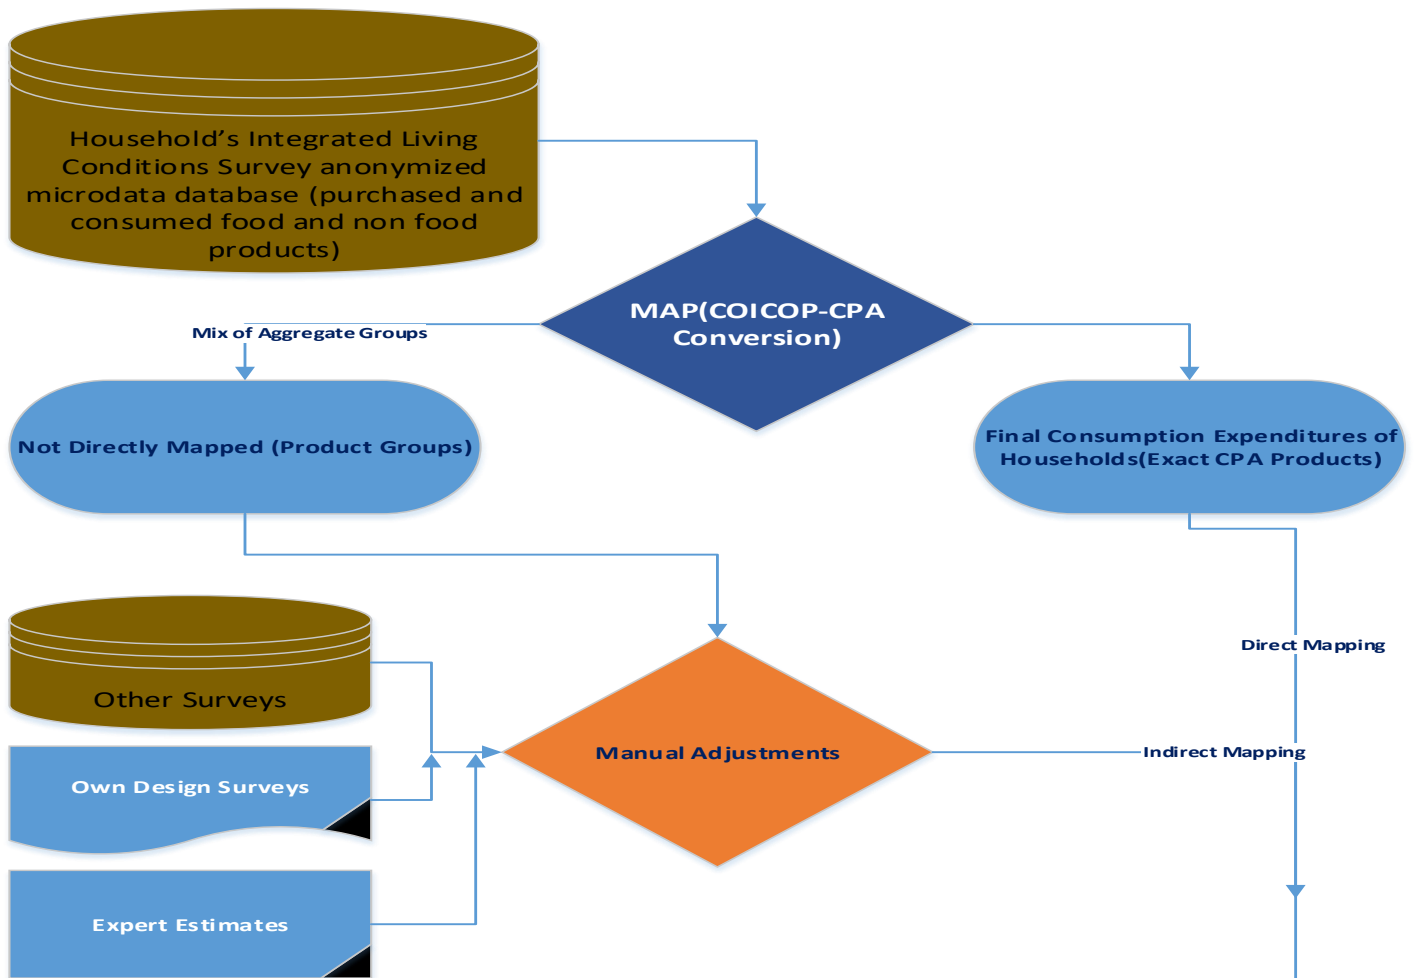 Household’s Integrated Living
Conditions Survey anonymized
microdata database (purchased and
consumed food and non food
products)
MAP(COICOP-CPA
Conversion)
Mix of Aggregate Groups
Not Directly Mapped (Product Groups)
Final Consumption Expenditures of
Households(Exact CPA Products)
Direct Mapping
Other Surveys
Manual Adjustments
Indirect Mapping
Own Design Surveys
Expert Estimates